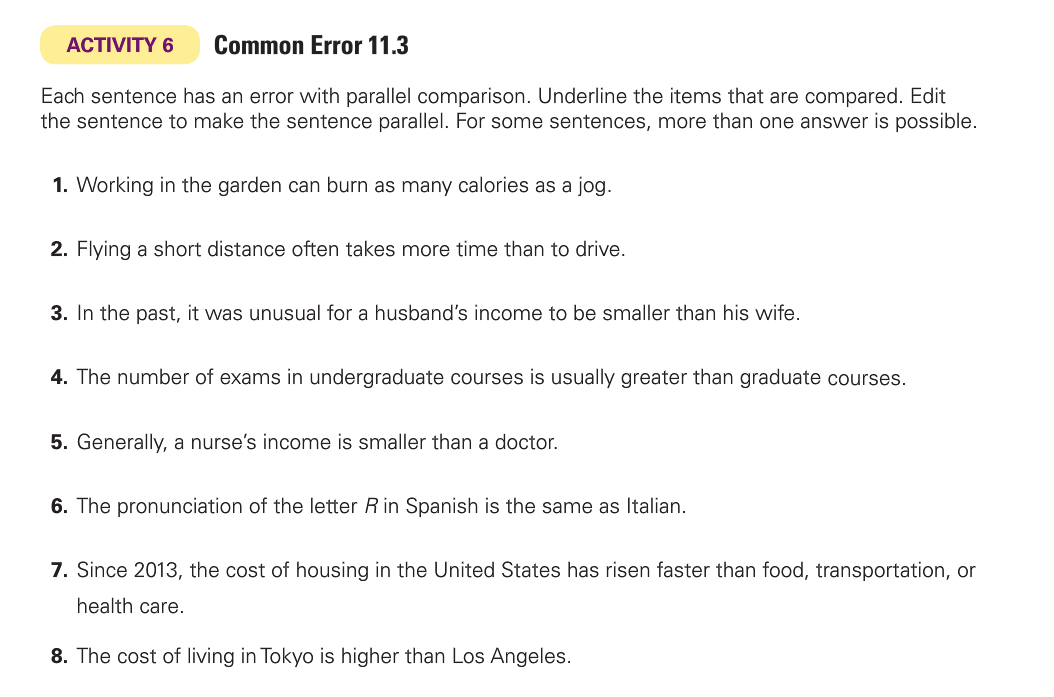 ACTIVITY 6 Common Error 11.3
Each sentence has an error with parallel comparison. Underline the items that are compared. Edit
the sentence to make the sentence parallel. For some sentences, more than one answer is possible.
1. Working in the garden can burn as many calories as a jog.
2. Flying a short distance often takes more time than to drive.
3. In the past, it was unusual for a husband’s income to be smaller than his wife.
4. The number of exams in undergraduate courses is usually greater than graduate courses.
5. Generally, a nurse’s income is smaller than a doctor.
6. The pronunciation of the letter R in Spanish is the same as Italian.
7. Since 2013, the cost of housing in the United States has risen faster than food, transportation, or
health care.
8. The cost of living in Tokyo is higher than Los Angeles.